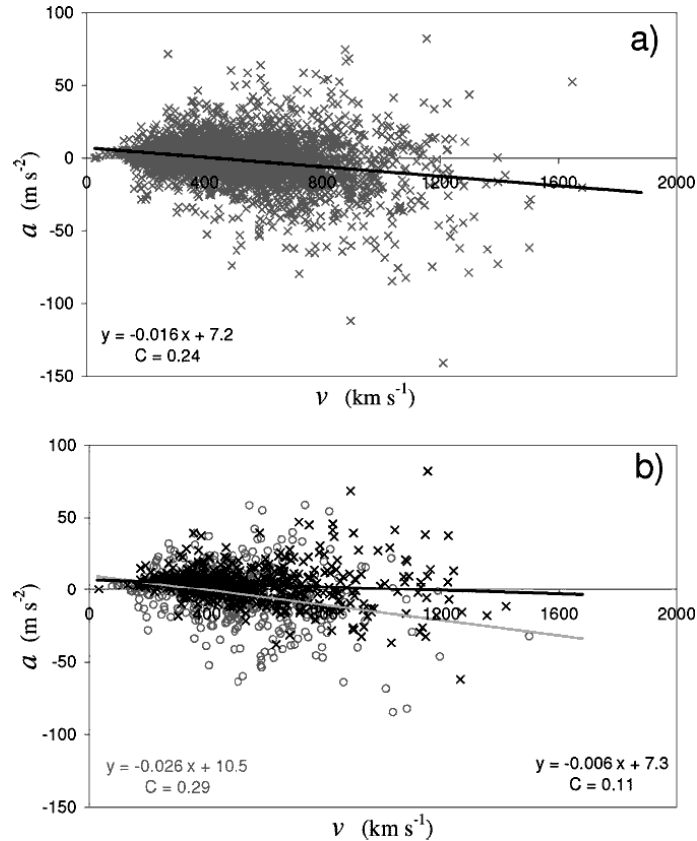 a)
100
50
0
-50
-100
-150
a (m s⁻²)
0 400 800 1200 1600 2000
y = -0.016 x + 7.2
C = 0.24
v (km s⁻¹)
b)
100
50
0
-50
-100
-150
a (m s⁻²)
0 400 800 1200 1600 2000
y = -0.026 x + 10.5
C = 0.29
y = -0.006 x + 7.3
C = 0.11
v (km s⁻¹)